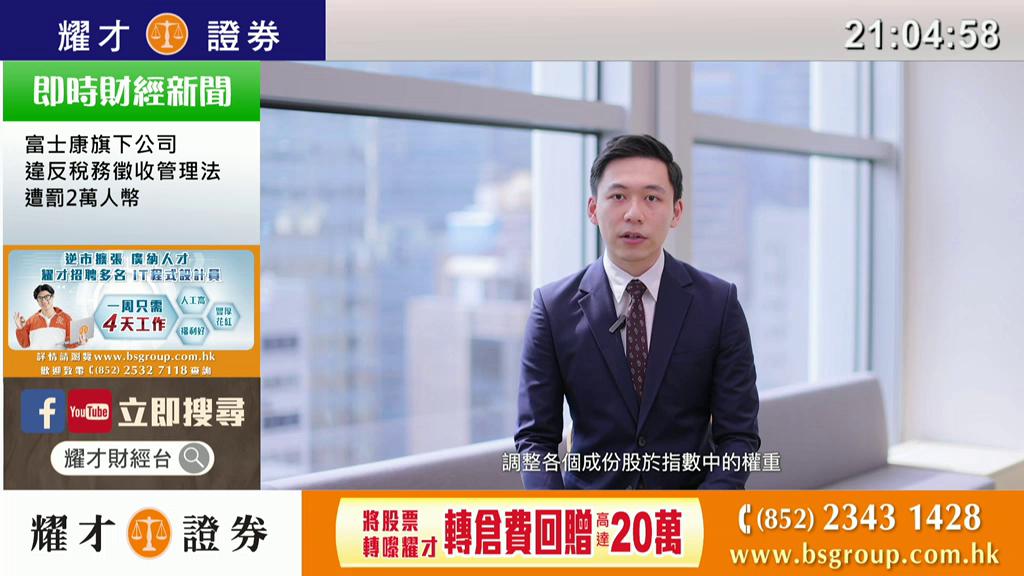 耀才證券
21:04:58
即時財經新聞
富士康旗下公司
違反稅務徵收管理法
遭罰2萬人幣
逆市擴張 廣納人才
耀才招聘多名 IT程式設計員
一周只需
4天工作
人工高
福利好
豐厚
花紅
詳情請瀏覽www.bsgroup.com.hk
歡迎致電 (852) 2532 7118 查詢
f YouTube 立即搜尋
耀才財經台
調整各個成份股於指數中的權重
耀才證券
將股票
轉嚟耀才
轉倉費回贈
高達
20萬
(852) 2343 1428
www.bsgroup.com.hk